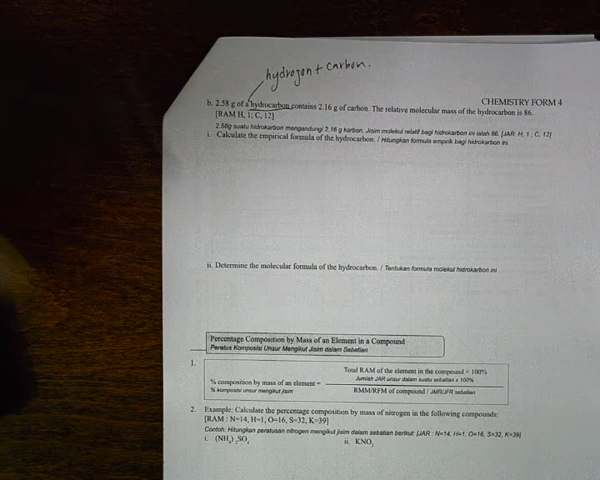 hydrogen + carbon.
CHEMISTRY FORM 4
b. 2.58 g of a hydrocarbon contains 2.16 g of carbon. The relative molecular mass of the hydrocarbon is 86.
[RAM H, 1; C, 12]
2.58g suatu hidrokarbon mengandungi 2.16 g karbon. Jisim molekul relatif bagi hidrokarbon ini ialah 86. [JAR: H, 1 ; C, 12]
i. Calculate the empirical formula of the hydrocarbon. / Hitungkan formula empirik bagi hidrokarbon ini
ii. Determine the molecular formula of the hydrocarbon. / Tentukan formula molekul hidrokarbon ini
Percentage Composition by Mass of an Element in a Compound
Peratus Komposisi Unsur Mengikut Jisim dalam Sebatian
1.
Total RAM of the element in the compound × 100%
Jumlah JAR unsur dalam suatu sebatian x 100%
% composition by mass of an element =
% komposisi unsur mengikut jisim
RMM/RFM of compound / JMR/JFR sebatian
2. Example: Calculate the percentage composition by mass of nitrogen in the following compounds:
[RAM : N=14, H=1, O=16, S=32, K=39]
Contoh: Hitungkan peratusan nitrogen mengikut jisim dalam sebatian berikut: [JAR : N=14, H=1, O=16, S=32, K=39]
i. (NH₄)₂SO₄ ii. KNO₃